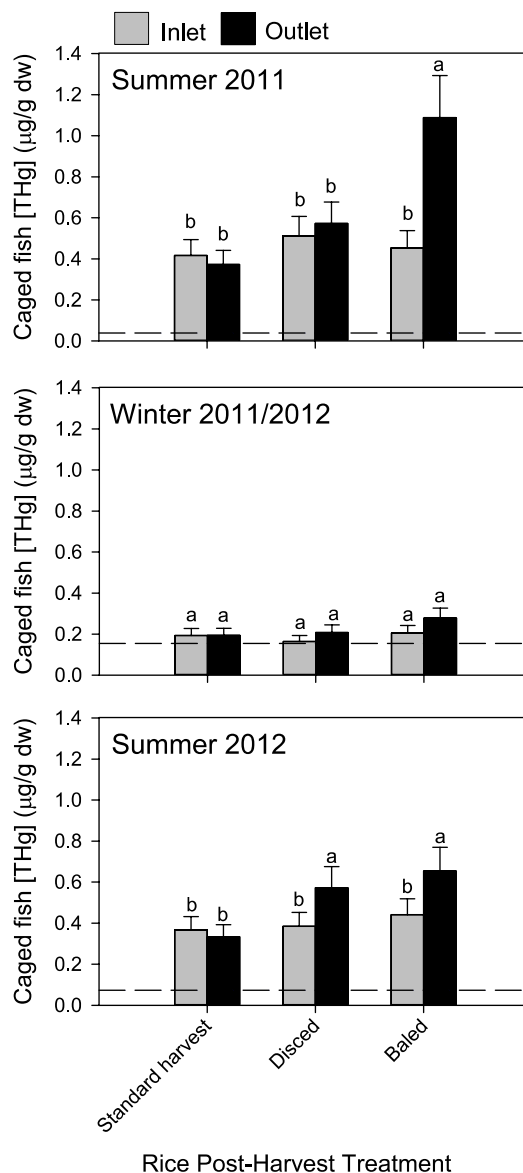 Inlet Outlet
Summer 2011
Caged fish [THg] (μg/g dw)
1.4
1.2
1.0
0.8
0.6
0.4
0.2
0.0
b b b b b a
Winter 2011/2012
Caged fish [THg] (μg/g dw)
1.4
1.2
1.0
0.8
0.6
0.4
0.2
0.0
a a a a a a
Summer 2012
Caged fish [THg] (μg/g dw)
1.4
1.2
1.0
0.8
0.6
0.4
0.2
0.0
b b b a b a
Standard harvest
Disced
Baled
Rice Post-Harvest Treatment